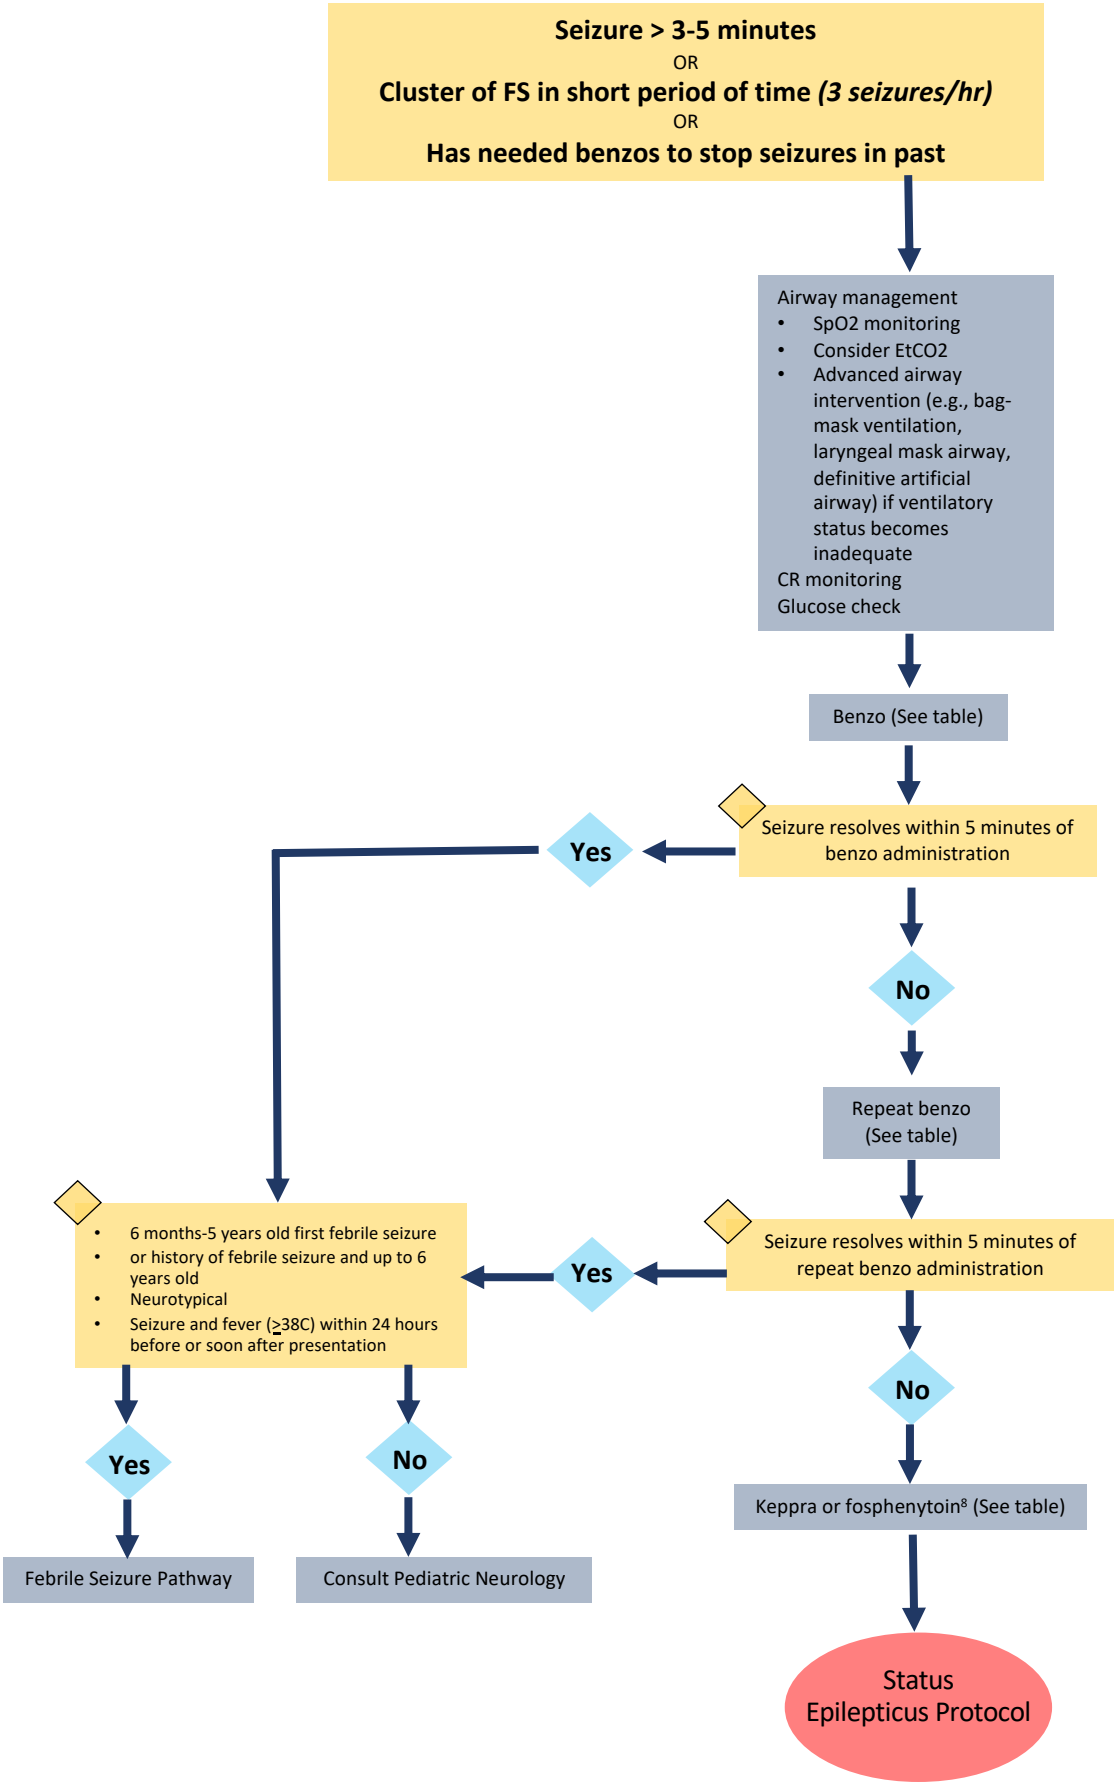 Seizure > 3-5 minutes
OR
Cluster of FS in short period of time (3 seizures/hr)
OR
Has needed benzos to stop seizures in past
Airway management
• SpO2 monitoring
• Consider EtCO2
• Advanced airway
intervention (e.g., bag-
mask ventilation,
laryngeal mask airway,
definitive artificial
airway) if ventilatory
status becomes
inadequate
CR monitoring
Glucose check
Benzo (See table)
Seizure resolves within 5 minutes of
benzo administration
Yes
No
Repeat benzo
(See table)
Seizure resolves within 5 minutes of
repeat benzo administration
Yes
• 6 months-5 years old first febrile seizure
• or history of febrile seizure and up to 6
years old
• Neurotypical
• Seizure and fever (≥38C) within 24 hours
before or soon after presentation
Yes
No
Febrile Seizure Pathway
Consult Pediatric Neurology
No
Keppra or fosphenytoin⁸ (See table)
Status
Epilepticus Protocol